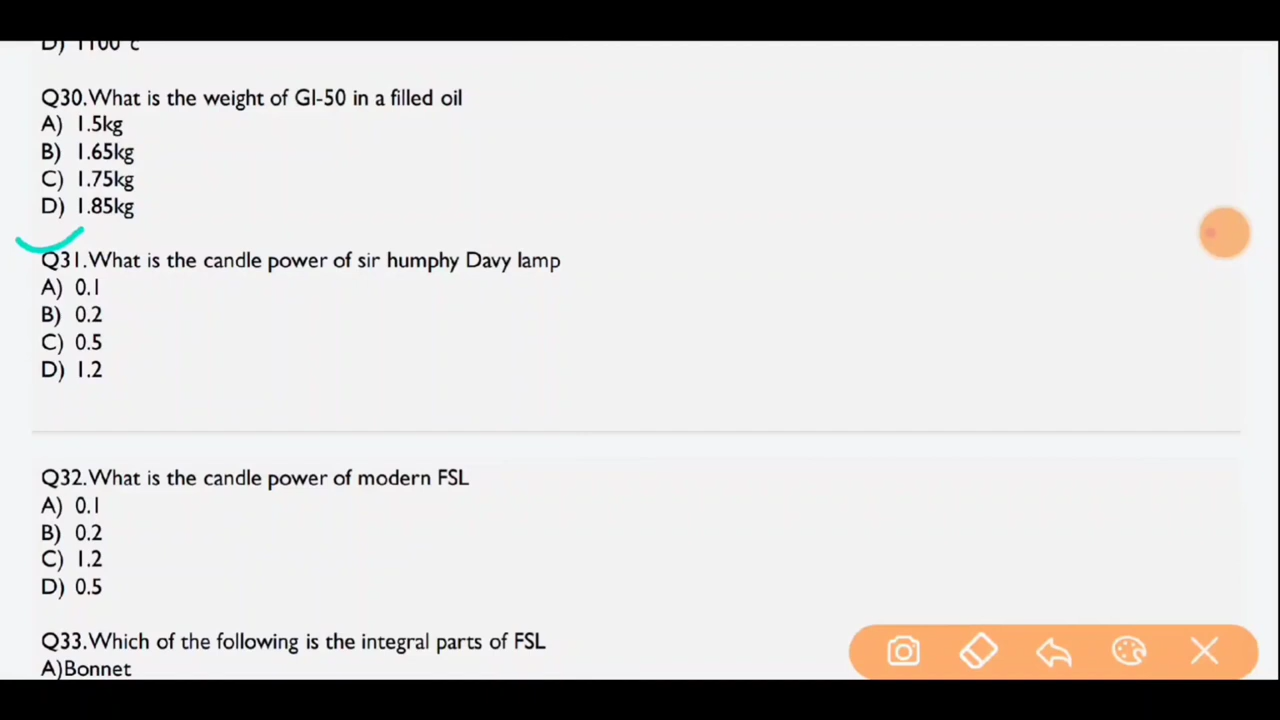 D) 1100°c
Q30.What is the weight of Gl-50 in a filled oil
A) 1.5kg
B) 1.65kg
C) 1.75kg
D) 1.85kg
Q31.What is the candle power of sir humphy Davy lamp
A) 0.1
B) 0.2
C) 0.5
D) 1.2
Q32.What is the candle power of modern FSL
A) 0.1
B) 0.2
C) 1.2
D) 0.5
Q33.Which of the following is the integral parts of FSL
A)Bonnet